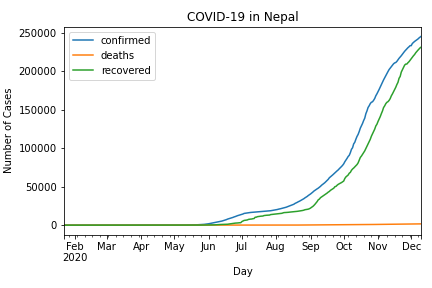 COVID-19 in Nepal
250000
200000
150000
100000
50000
0
Number of Cases
confirmed
deaths
recovered
Feb Mar Apr May Jun Jul Aug Sep Oct Nov Dec
2020
Day